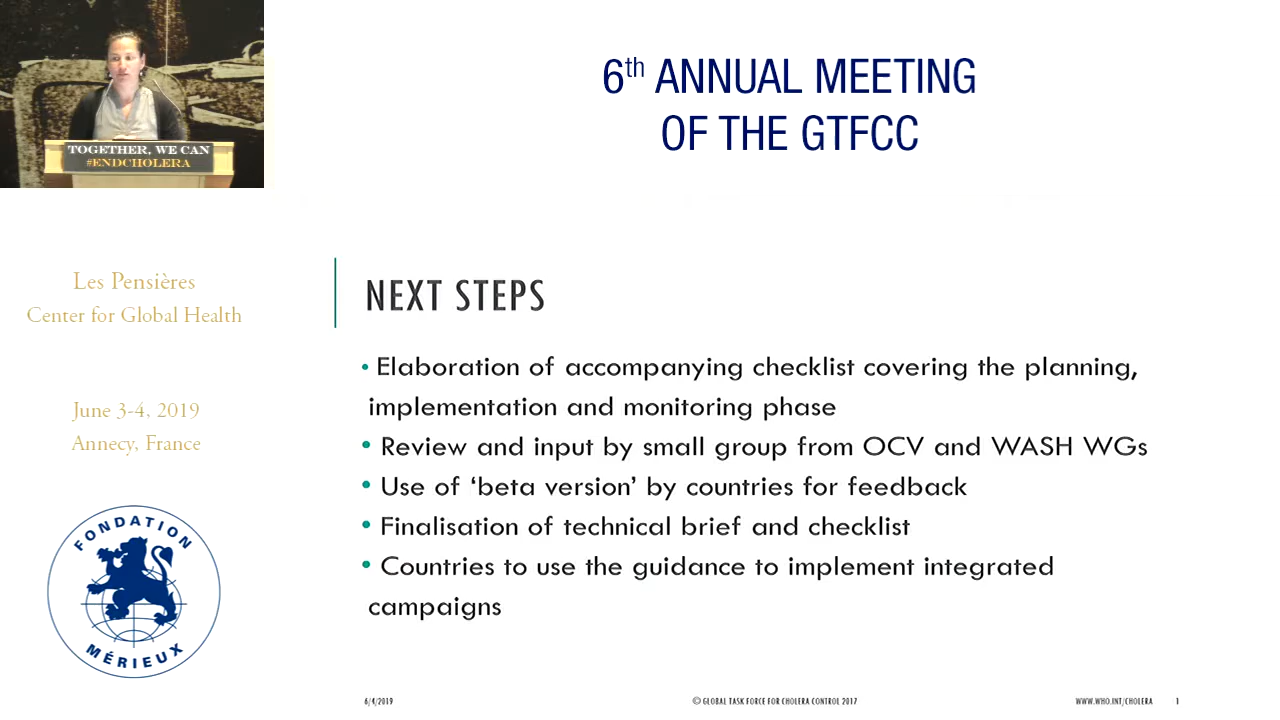 6th ANNUAL MEETING
OF THE GTFCC
TOGETHER, WE CAN
#ENDCHOLERA
Les Pensières
Center for Global Health
June 3-4, 2019
Annecy, France
FONDATION
MÉRIEUX
NEXT STEPS
• Elaboration of accompanying checklist covering the planning,
implementation and monitoring phase
• Review and input by small group from OCV and WASH WGs
• Use of ‘beta version’ by countries for feedback
• Finalisation of technical brief and checklist
• Countries to use the guidance to implement integrated
campaigns
6/4/2019
© GLOBAL TASK FORCE FOR CHOLERA CONTROL 2017
WWW.WHO.INT/CHOLERA
1